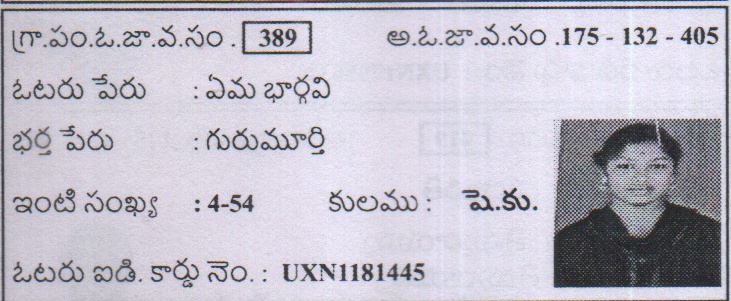 గ్రా.పం.ఓ.జా.వ.సం . 389 అ.ఓ.జా.వ.సం .175 - 132 - 405
ఓటరు పేరు : ఏమ భార్గవి
భర్త పేరు : గురుమూర్తి
ఇంటి సంఖ్య : 4-54 కులము : షె.కు.
ఓటరు ఐడి. కార్డు నెం. : UXN1181445